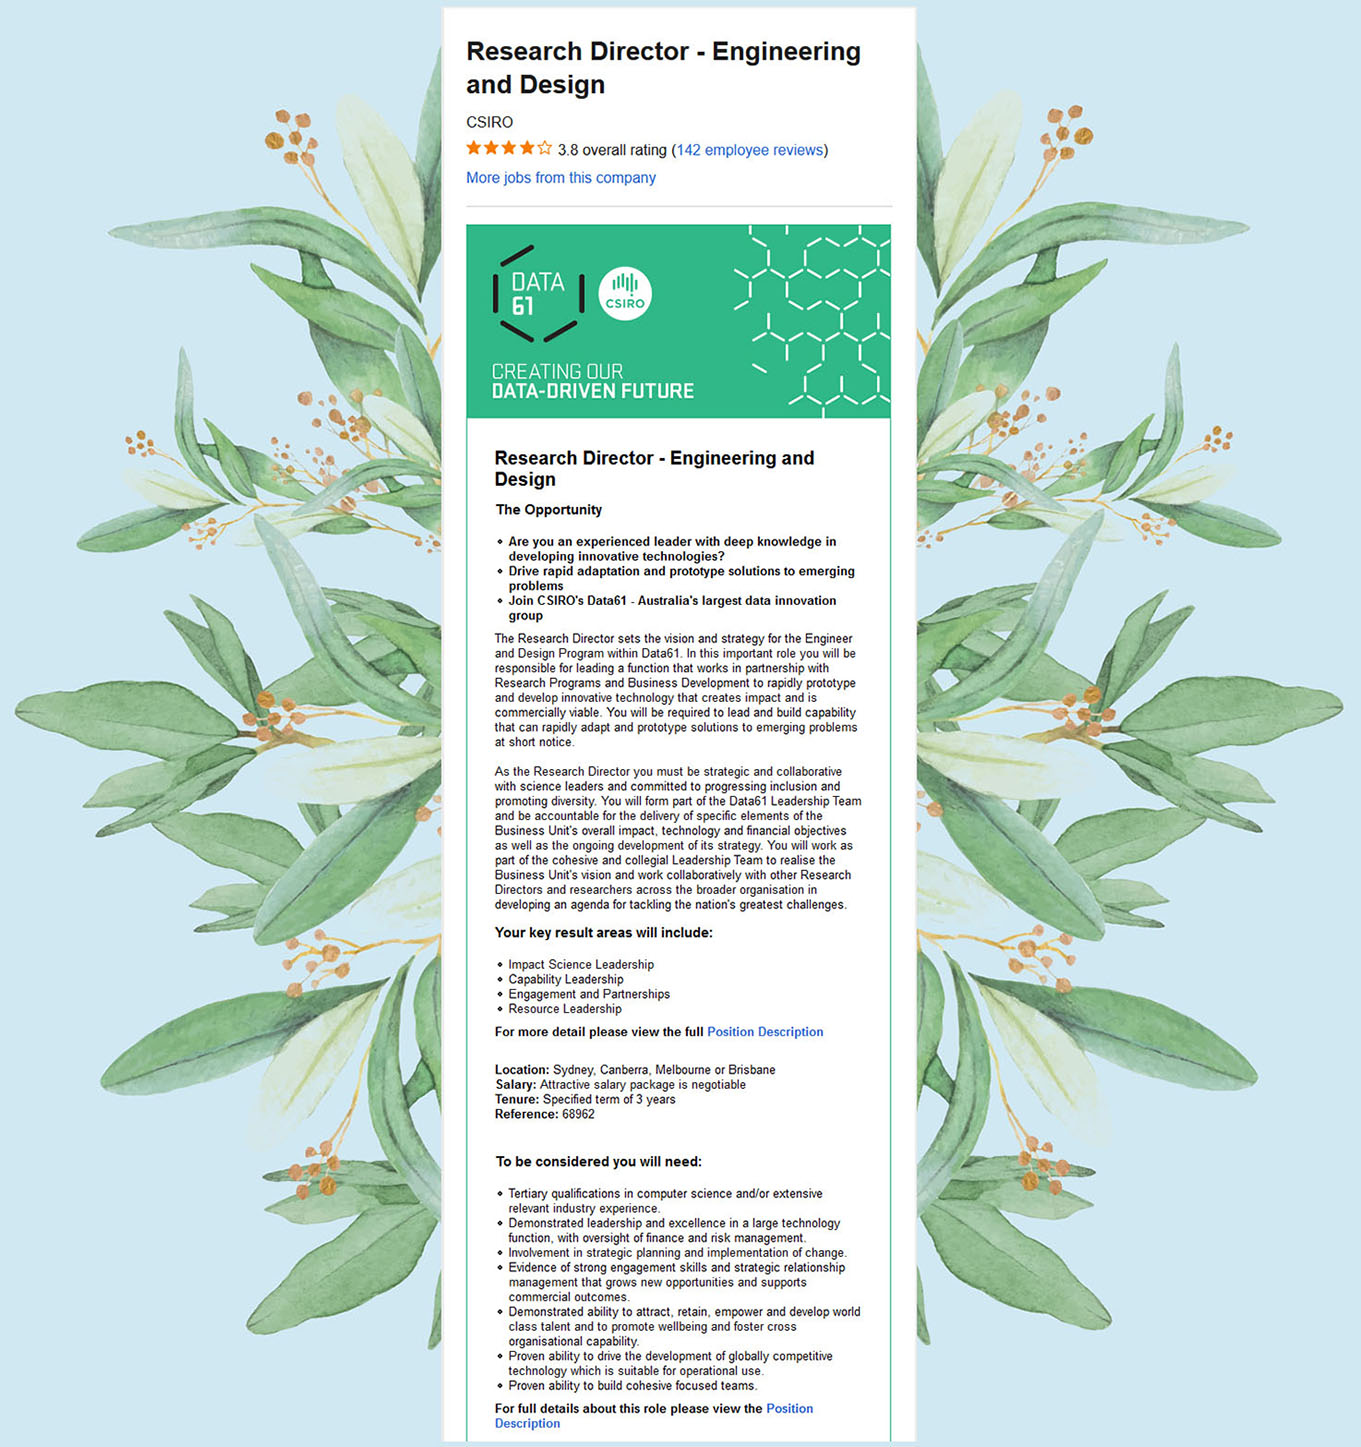 Research Director - Engineering
and Design
CSIRO
3.8 overall rating (142 employee reviews)
More jobs from this company
DATA
61
CSIRO
CREATING OUR
DATA-DRIVEN FUTURE
Research Director - Engineering and
Design
The Opportunity
Are you an experienced leader with deep knowledge in
developing innovative technologies?
Drive rapid adaptation and prototype solutions to emerging
problems
Join CSIRO's Data61 - Australia's largest data innovation
group
The Research Director sets the vision and strategy for the Engineer
and Design Program within Data61. In this important role you will be
responsible for leading a function that works in partnership with
Research Programs and Business Development to rapidly prototype
and develop innovative technology that creates impact and is
commercially viable. You will be required to lead and build capability
that can rapidly adapt and prototype solutions to emerging problems
at short notice.
As the Research Director you must be strategic and collaborative
with science leaders and committed to progressing inclusion and
promoting diversity. You will form part of the Data61 Leadership Team
and be accountable for the delivery of specific elements of the
Business Unit's overall impact, technology and financial objectives
as well as the ongoing development of its strategy. You will work as
part of the cohesive and collegial Leadership Team to realise the
Business Unit's vision and work collaboratively with other Research
Directors and researchers across the broader organisation in
developing an agenda for tackling the nation's greatest challenges.
Your key result areas will include:
Impact Science Leadership
Capability Leadership
Engagement and Partnerships
Resource Leadership
For more detail please view the full Position Description
Location: Sydney, Canberra, Melbourne or Brisbane
Salary: Attractive salary package is negotiable
Tenure: Specified term of 3 years
Reference: 68962
To be considered you will need:
Tertiary qualifications in computer science and/or extensive
relevant industry experience.
Demonstrated leadership and excellence in a large technology
function, with oversight of finance and risk management.
Involvement in strategic planning and implementation of change.
Evidence of strong engagement skills and strategic relationship
management that grows new opportunities and supports
commercial outcomes.
Demonstrated ability to attract, retain, empower and develop world
class talent and to promote wellbeing and foster cross
organisational capability.
Proven ability to drive the development of globally competitive
technology which is suitable for operational use.
Proven ability to build cohesive focused teams.
For full details about this role please view the Position
Description